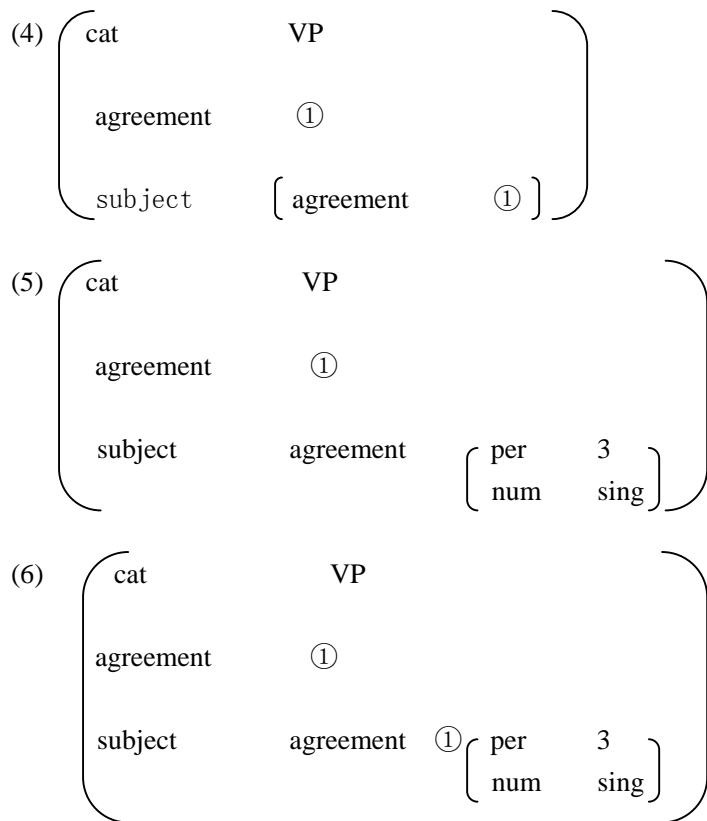 (4) cat VP
agreement ①
subject agreement ①
(5) cat VP
agreement ①
subject agreement per 3
num sing
(6) cat VP
agreement ①
subject agreement ① per 3
num sing